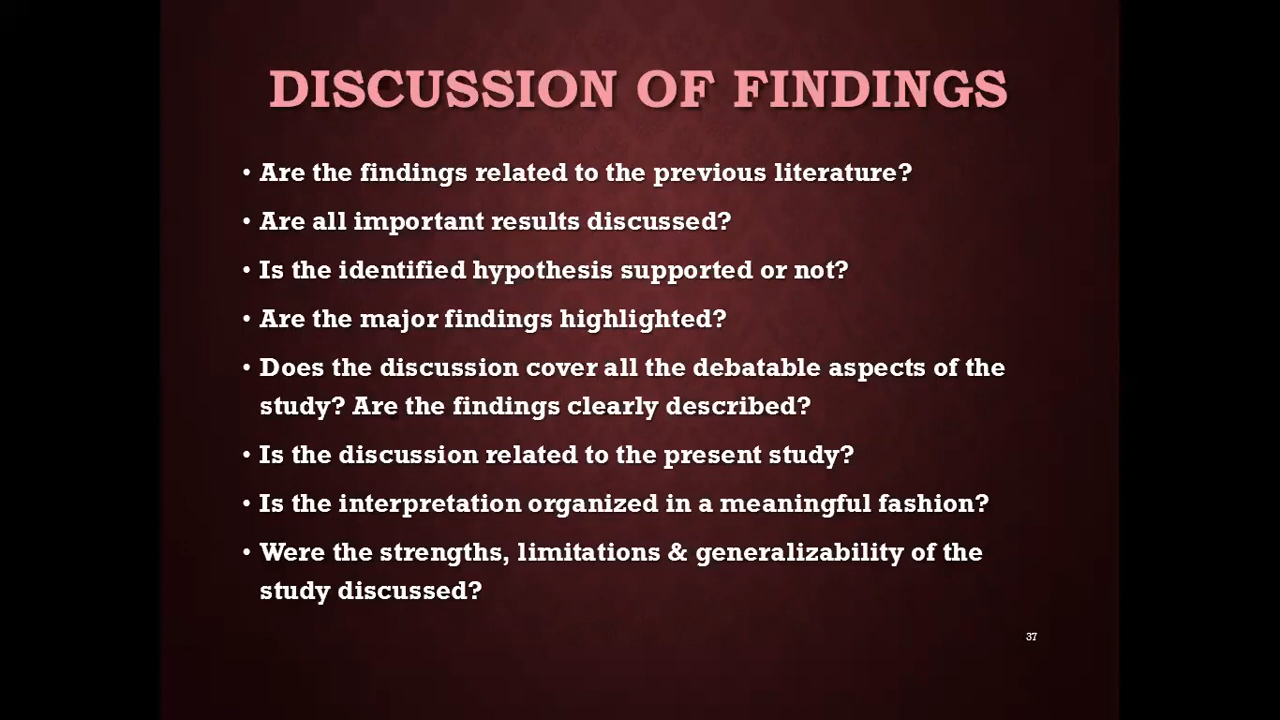 DISCUSSION OF FINDINGS
• Are the findings related to the previous literature?
• Are all important results discussed?
• Is the identified hypothesis supported or not?
• Are the major findings highlighted?
• Does the discussion cover all the debatable aspects of the
study? Are the findings clearly described?
• Is the discussion related to the present study?
• Is the interpretation organized in a meaningful fashion?
• Were the strengths, limitations & generalizability of the
study discussed?
37